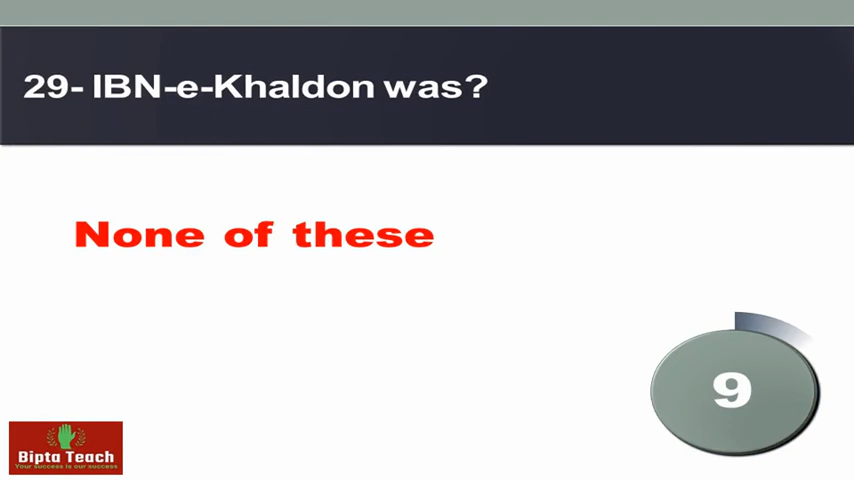 29- IBN-e-Khaldon was?
None of these
9
Bipta Teach
Your success is our success